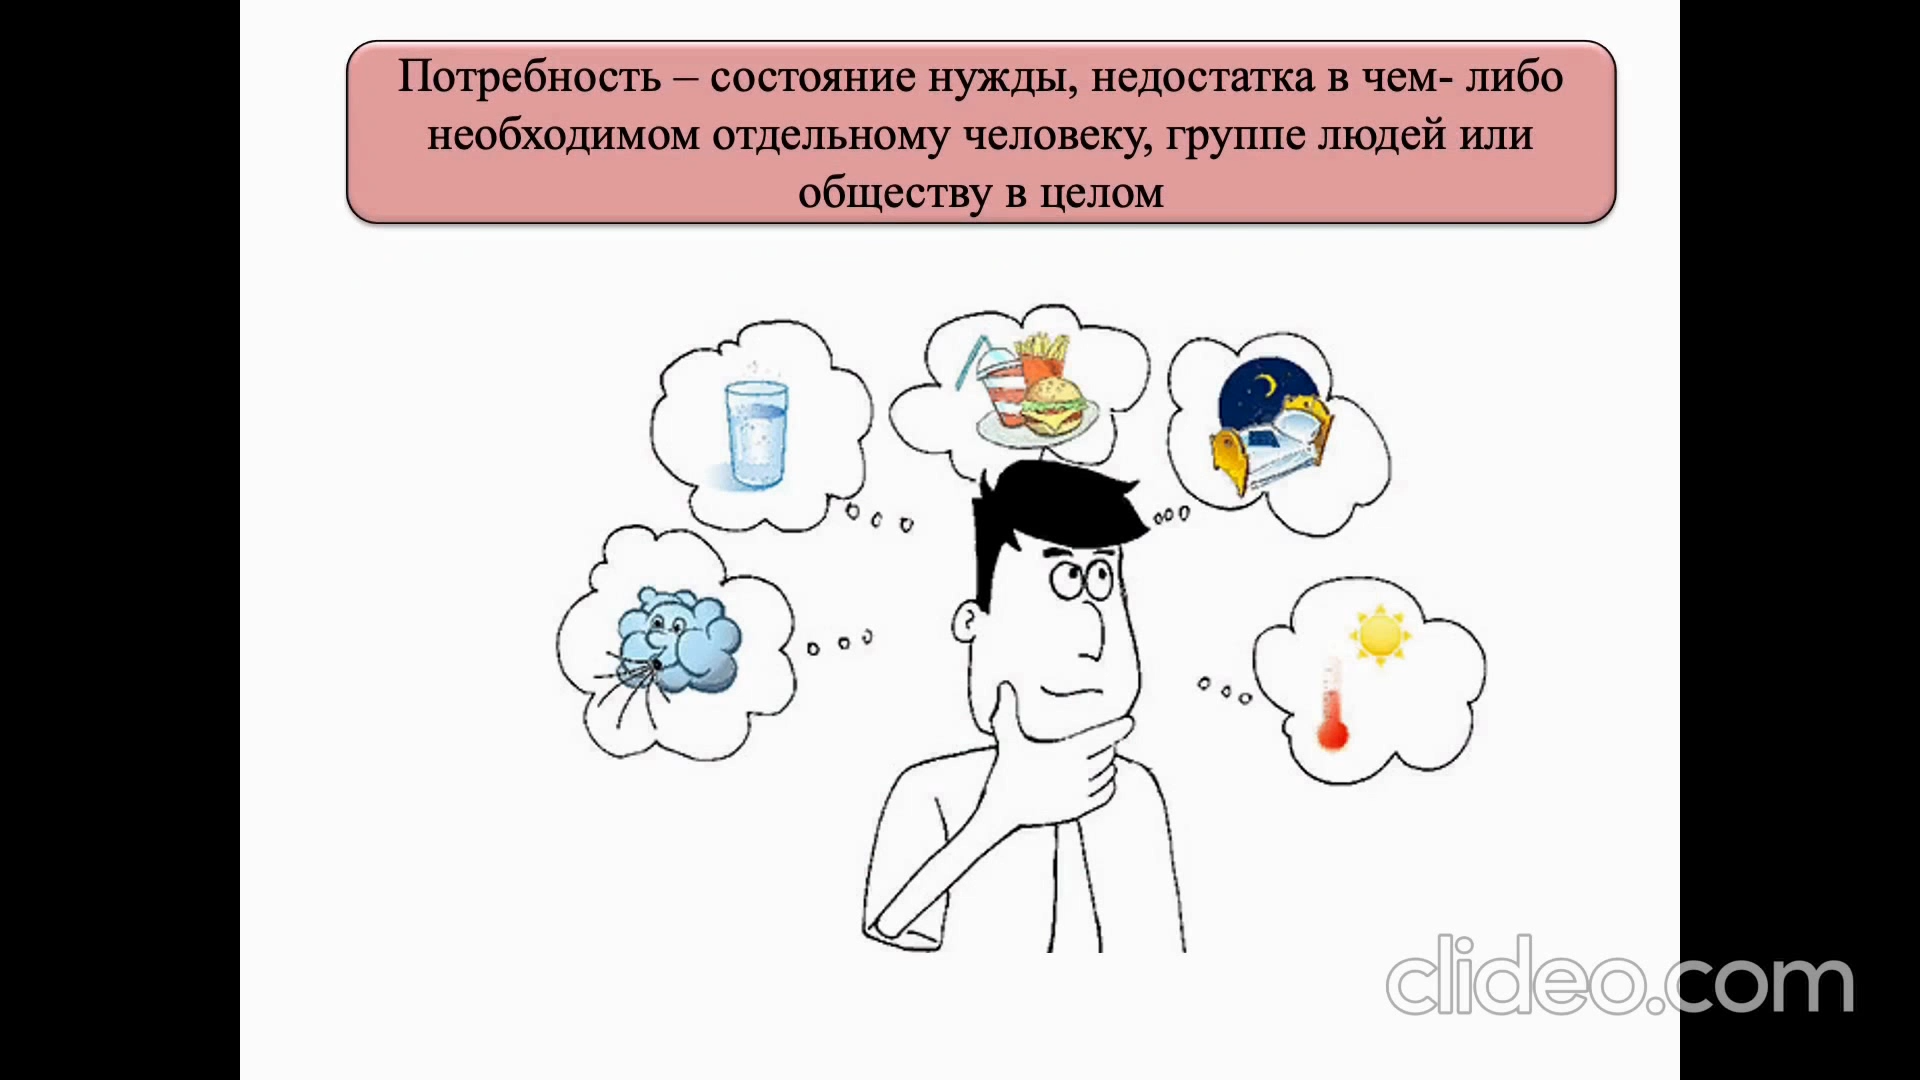 Потребность – состояние нужды, недостатка в чем- либо
необходимом отдельному человеку, группе людей или
обществу в целом
clideo.com